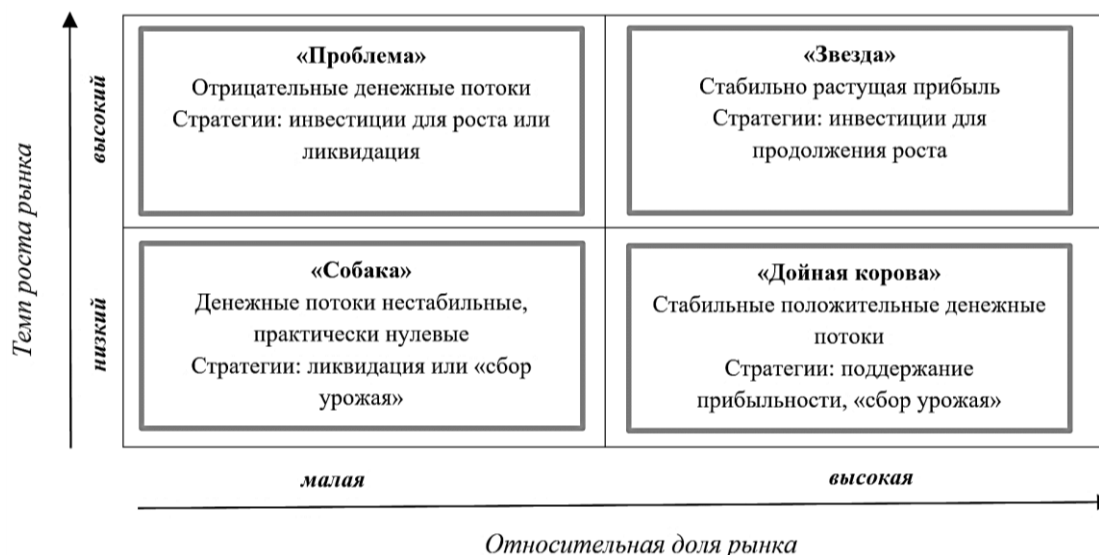 Темп роста рынка
высокий
«Проблема»
Отрицательные денежные потоки
Стратегии: инвестиции для роста или
ликвидация
«Звезда»
Стабильно растущая прибыль
Стратегии: инвестиции для
продолжения роста
низкий
«Собака»
Денежные потоки нестабильные,
практически нулевые
Стратегии: ликвидация или «сбор
урожая»
«Дойная корова»
Стабильные положительные денежные
потоки
Стратегии: поддержание
прибыльности, «сбор урожая»
малая
высокая
Относительная доля рынка